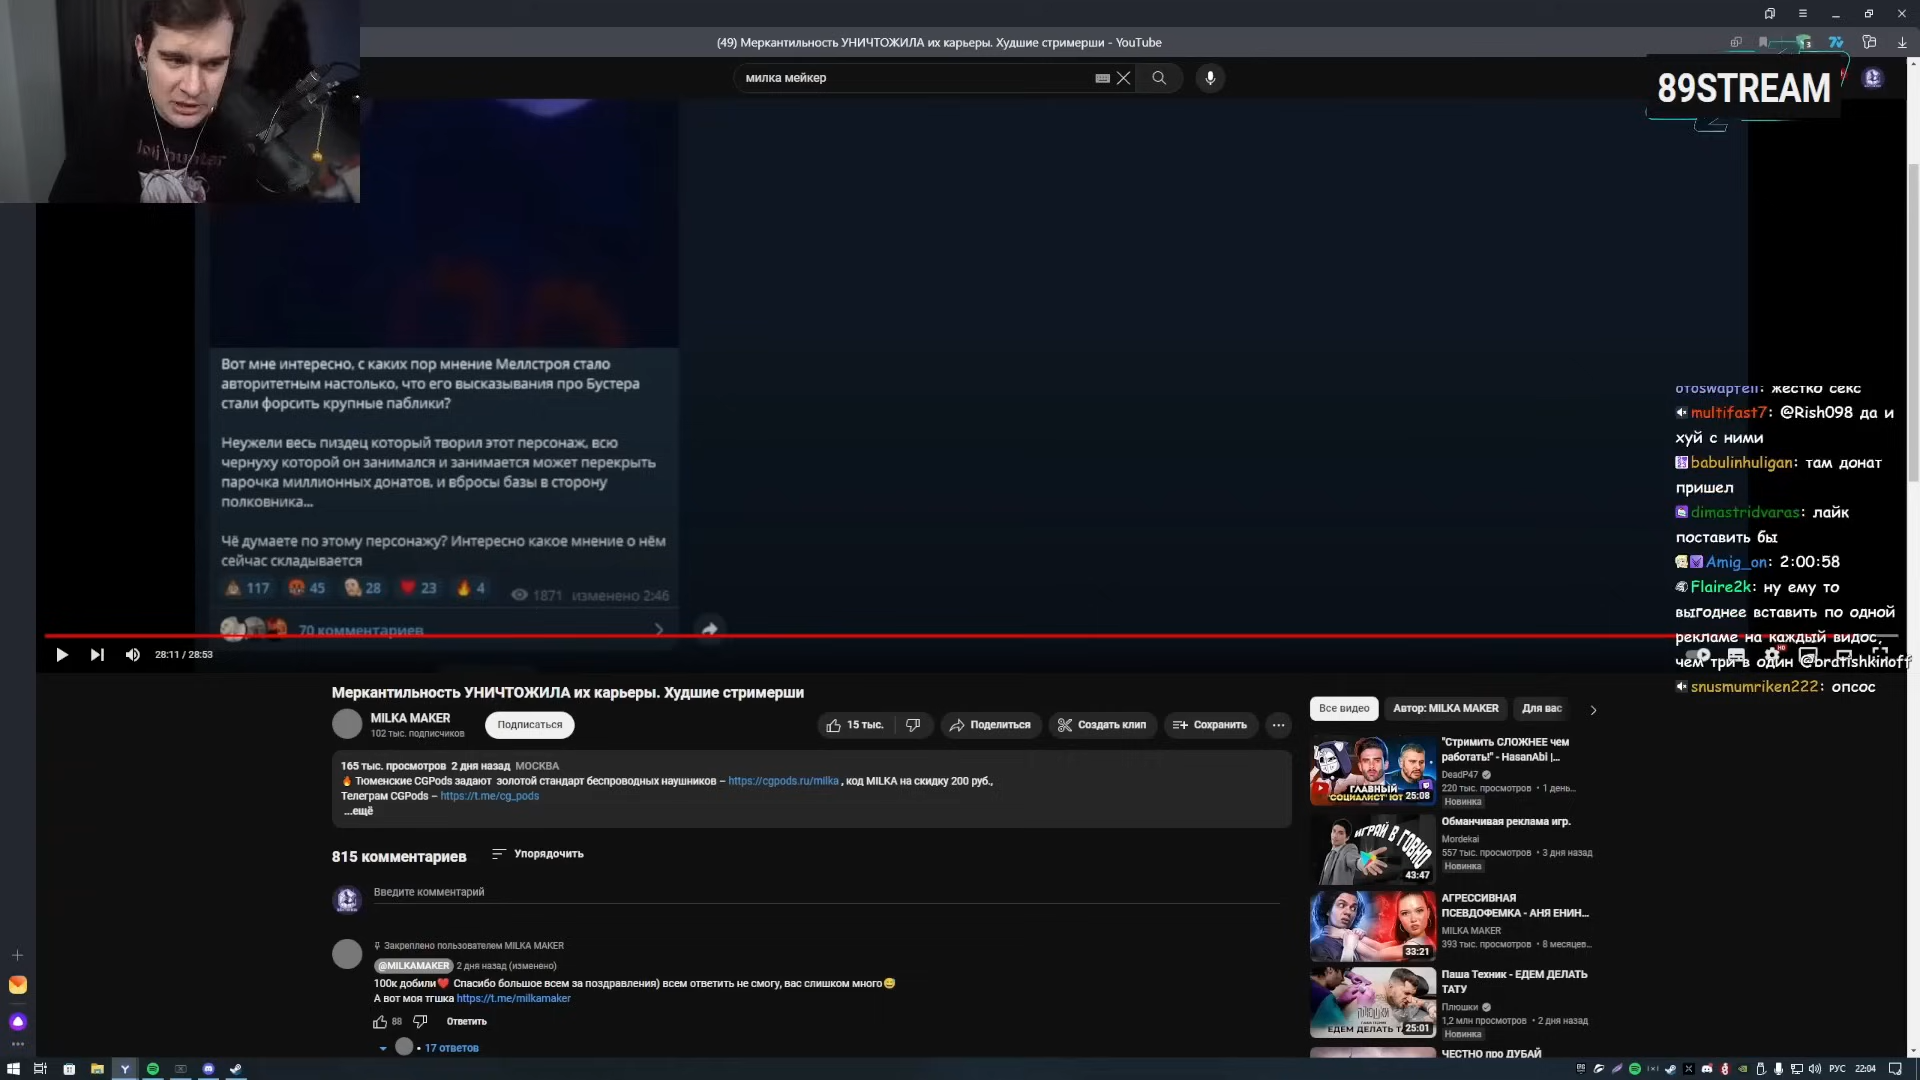 (49) Меркантильность УНИЧТОЖИЛА их карьеры. Худшие стримерши - YouTube
милка мейкер
89STREAM
loli hunter
Вот мне интересно, с каких пор мнение Меллстроя стало
авторитетным настолько, что его высказывания про Бустера
стали форсить крупные паблики?
Неужели весь пиздец который творил этот персонаж, всю
чернуху которой он занимался и занимается может перекрыть
парочка миллионных донатов, и вбросы базы в сторону
полковника...
Чё думаете по этому персонажу? Интересно какое мнение о нём
сейчас складывается
117 45 28 23 4 1871 изменено 2:46
70 комментариев
28:11 / 28:53
жестко секс
multifast7: @Rish098 да и
хуй с ними
babulinhuligan: там донат
пришел
dimastridvaras: лайк
поставить бы
Amig_on: 2:00:58
Flaire2k: ну ему то
выгоднее вставить по одной
рекламе на каждый видос,
чем три в один @bratishkinoff
snusmumriken222: опсос
Меркантильность УНИЧТОЖИЛА их карьеры. Худшие стримерши
MILKA MAKER
102 тыс. подписчиков
Подписаться
15 тыс.
Поделиться
Создать клип
Сохранить
165 тыс. просмотров 2 дня назад МОСКВА
Тюменские CGPods задают золотой стандарт беспроводных наушников – https://cgpods.ru/milka , код MILKA на скидку 200 руб.,
Телеграм CGPods – https://t.me/cg_pods
...ещё
815 комментариев
Упорядочить
Введите комментарий
Закреплено пользователем MILKA MAKER
@MILKAMAKER 2 дня назад (изменено)
100к добили Спасибо большое всем за поздравления) всем ответить не смогу, вас слишком много
А вот моя тгшка https://t.me/milkamaker
88 Ответить
17 ответов
Все видео
Автор: MILKA MAKER
Для вас
"Стримить СЛОЖНЕЕ чем
работать!" - HasanAbi |...
DeadP47
220 тыс. просмотров • 1 день...
Новинка
ГЛАВНЫЙ
"СОЦИАЛИСТ" ЮТ
25:08
Обманчивая реклама игр.
Mordekai
557 тыс. просмотров • 3 дня назад
Новинка
ИГРАЙ В ГОВНО
43:47
АГРЕССИВНАЯ
ПСЕВДОФЕМКА - АНЯ ЕНИН...
MILKA MAKER
393 тыс. просмотров • 8 месяцев...
33:21
Паша Техник - ЕДЕМ ДЕЛАТЬ
ТАТУ
Плюшки
1,2 млн просмотров • 2 дня назад
Новинка
ЕДЕМ ДЕЛАТЬ
25:01
ЧЕСТНО про ДУБАЙ
РУС
22:04